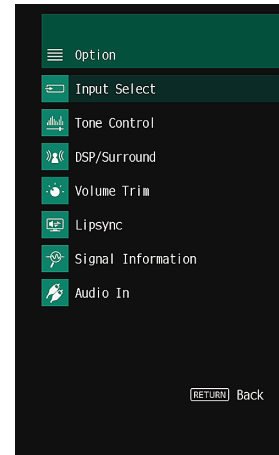 Option
Input Select
Tone Control
DSP/Surround
Volume Trim
Lipsync
Signal Information
Audio In
RETURN Back